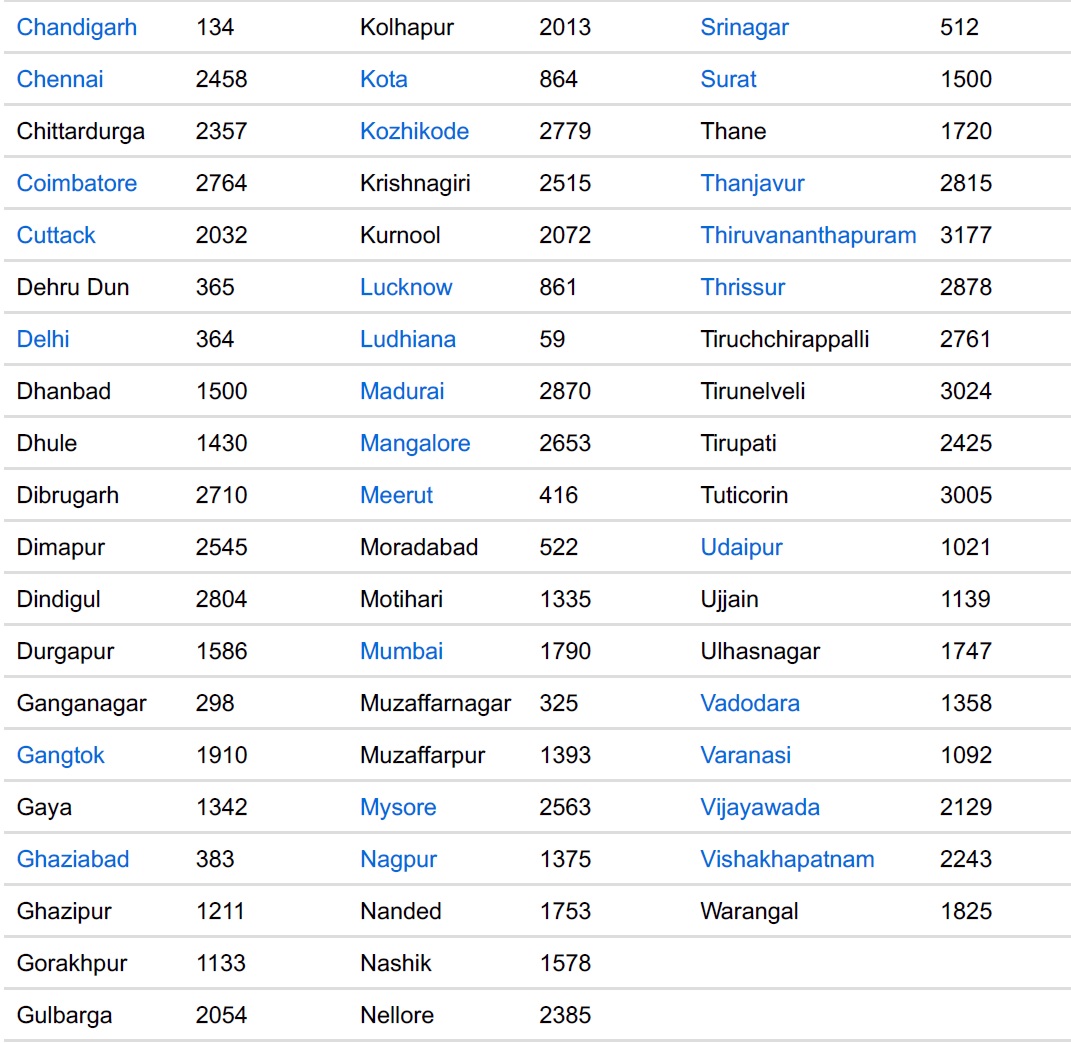 Chandigarh 134 Kolhapur 2013 Srinagar 512
Chennai 2458 Kota 864 Surat 1500
Chittardurga 2357 Kozhikode 2779 Thane 1720
Coimbatore 2764 Krishnagiri 2515 Thanjavur 2815
Cuttack 2032 Kurnool 2072 Thiruvananthapuram 3177
Dehru Dun 365 Lucknow 861 Thrissur 2878
Delhi 364 Ludhiana 59 Tiruchchirappalli 2761
Dhanbad 1500 Madurai 2870 Tirunelveli 3024
Dhule 1430 Mangalore 2653 Tirupati 2425
Dibrugarh 2710 Meerut 416 Tuticorin 3005
Dimapur 2545 Moradabad 522 Udaipur 1021
Dindigul 2804 Motihari 1335 Ujjain 1139
Durgapur 1586 Mumbai 1790 Ulhasnagar 1747
Ganganagar 298 Muzaffarnagar 325 Vadodara 1358
Gangtok 1910 Muzaffarpur 1393 Varanasi 1092
Gaya 1342 Mysore 2563 Vijayawada 2129
Ghaziabad 383 Nagpur 1375 Vishakhapatnam 2243
Ghazipur 1211 Nanded 1753 Warangal 1825
Gorakhpur 1133 Nashik 1578
Gulbarga 2054 Nellore 2385